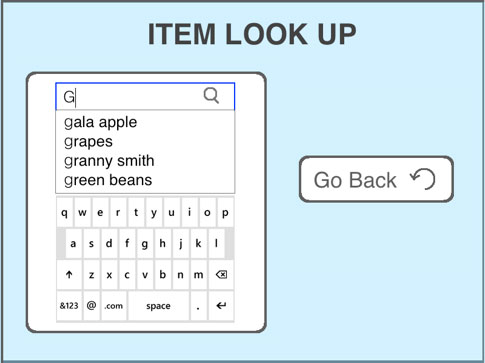 ITEM LOOK UP
G
gala apple
grapes
granny smith
green beans
Go Back
q w e r t y u i o p
a s d f g h j k l
z x c v b n m
&123 @ .com space .